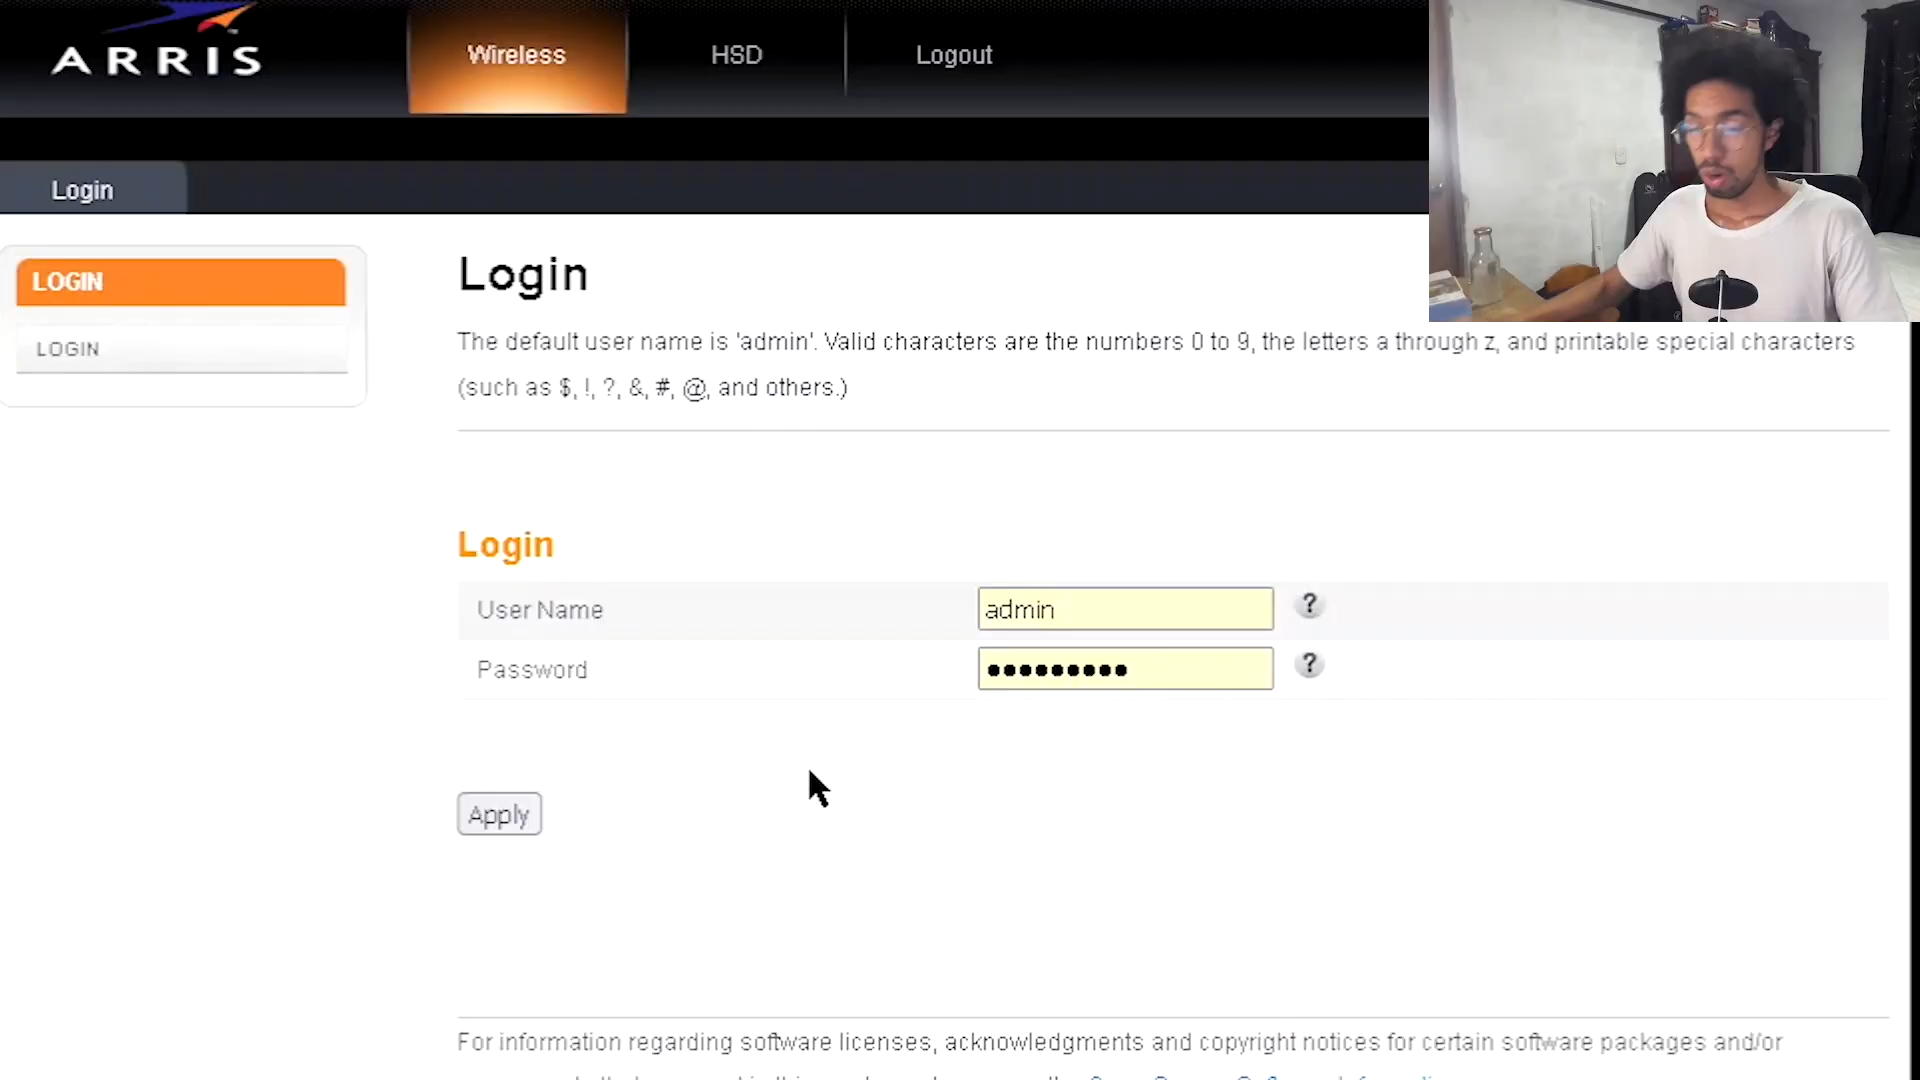 ARRIS
Wireless
HSD
Logout
Login
LOGIN
LOGIN
Login
The default user name is 'admin'. Valid characters are the numbers 0 to 9, the letters a through z, and printable special characters
(such as $, !, ?, &, #, @, and others.)
Login
User Name
admin
?
Password
●●●●●●●●●
?
Apply
For information regarding software licenses, acknowledgments and copyright notices for certain software packages and/or